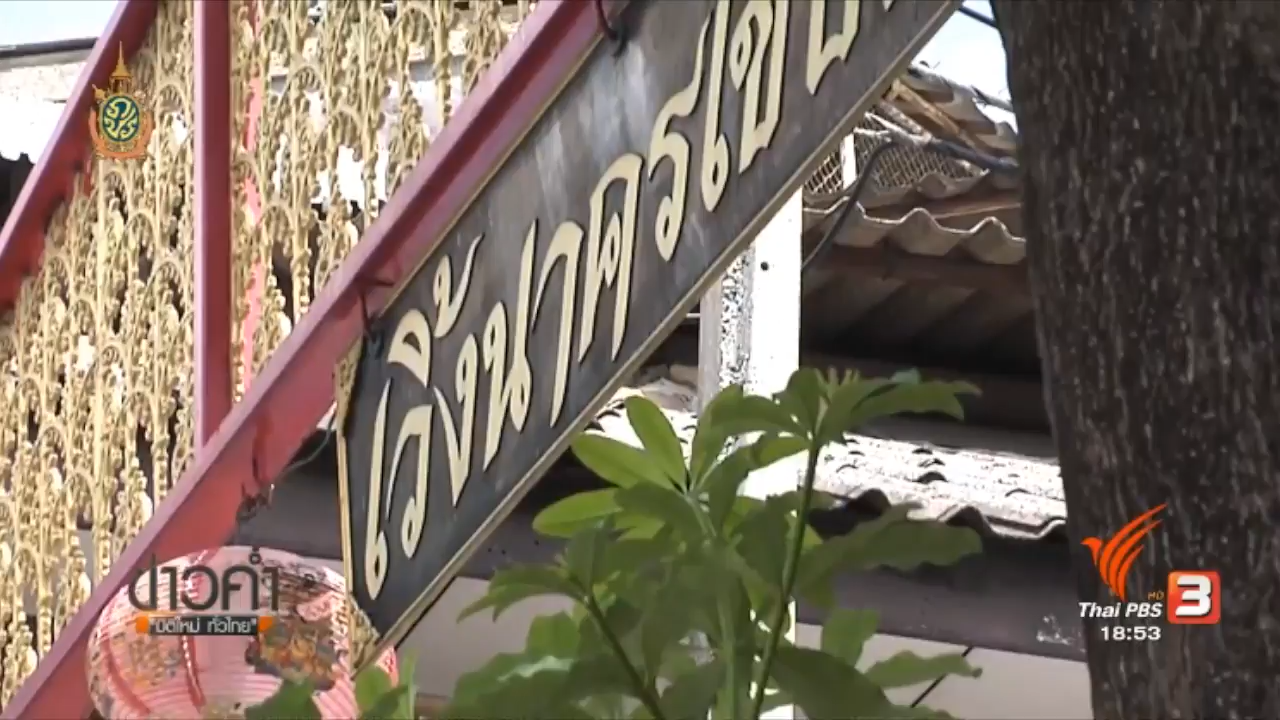 เวิ้งนาครเขษ
ข่าวค่ำ
"มิติใหม่ ทั่วไทย"
HD
Thai PBS 3
18:53